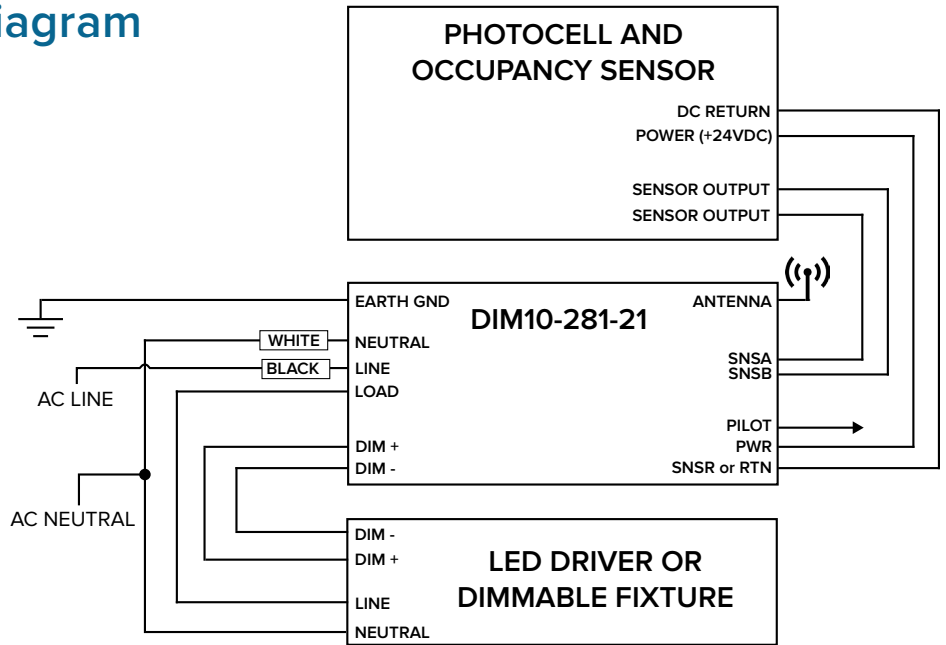 iagram
PHOTOCELL AND
OCCUPANCY SENSOR
DC RETURN
POWER (+24VDC)
SENSOR OUTPUT
SENSOR OUTPUT
EARTH GND
ANTENNA
DIM10-281-21
WHITE
NEUTRAL
BLACK
LINE
LOAD
SNSA
SNSB
AC LINE
PILOT
DIM +
PWR
DIM -
SNSR or RTN
AC NEUTRAL
DIM -
DIM +
LED DRIVER OR
DIMMABLE FIXTURE
LINE
NEUTRAL